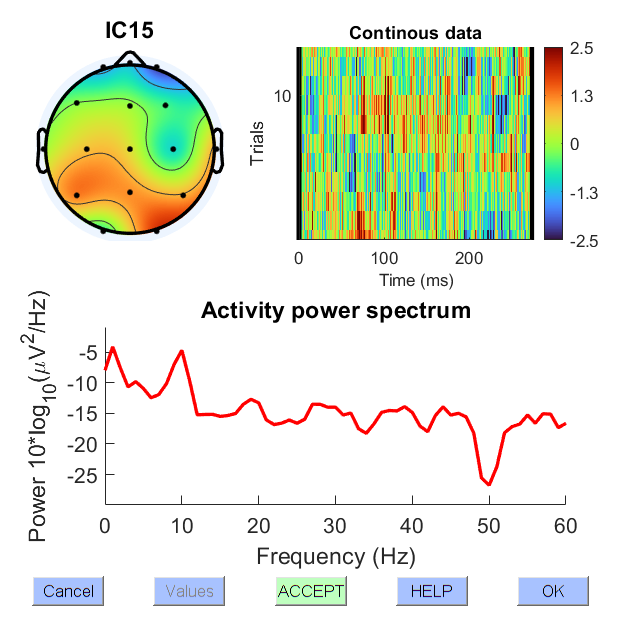 IC15
Continous data
Trials
10
0
100
200
Time (ms)
2.5
1.3
0
-1.3
-2.5
Activity power spectrum
Power 10*log10(μV2/Hz)
-5
-10
-15
-20
-25
0
10
20
30
40
50
60
Frequency (Hz)
Cancel
Values
ACCEPT
HELP
OK